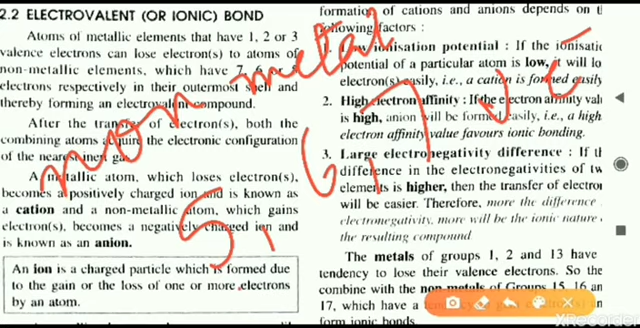 2.2 ELECTROVALENT (OR IONIC) BOND
Atoms of metallic elements that have 1, 2 or 3
valence electrons can lose electron(s) to atoms of
non-metallic elements, which have 7, 6 or
electrons respectively in their outermost shell and
thereby forming an electrovalent compound.
After the transfer of electron(s), both the
combining atoms acquire the electronic configuration
of the nearest inert gas.
A metallic atom, which loses electron(s),
becomes a positively charged ion and is known as
a cation and a non-metallic atom, which gains
electron(s), becomes a negatively charged ion and
is known as an anion.
An ion is a charged particle which is formed due
to the gain or the loss of one or more electrons
by an atom.
formation of cations and anions depends on
following factors :
1. Low ionisation potential : If the
potential of a particular atom is low, it will
electron(s) easily, i.e., a cation is formed easily
2. High electron affinity : If the electron affinity
is high, anion will be formed easily, i.e., a high
electron affinity value favours ionic bonding.
3. Large electronegativity difference : If
difference in the electronegativities of
elements is higher, then the transfer of
will be easier. Therefore, more the difference
electronegativity, more will be the ionic nature
the resulting compound.
The metals of groups 1, 2 and 13 have
tendency to lose their valence electrons. So
combine with the non-metals of Groups 15, 16
17, which have a
form ionic bonds.
non metal
5, 6, 7 v e
XRecorder